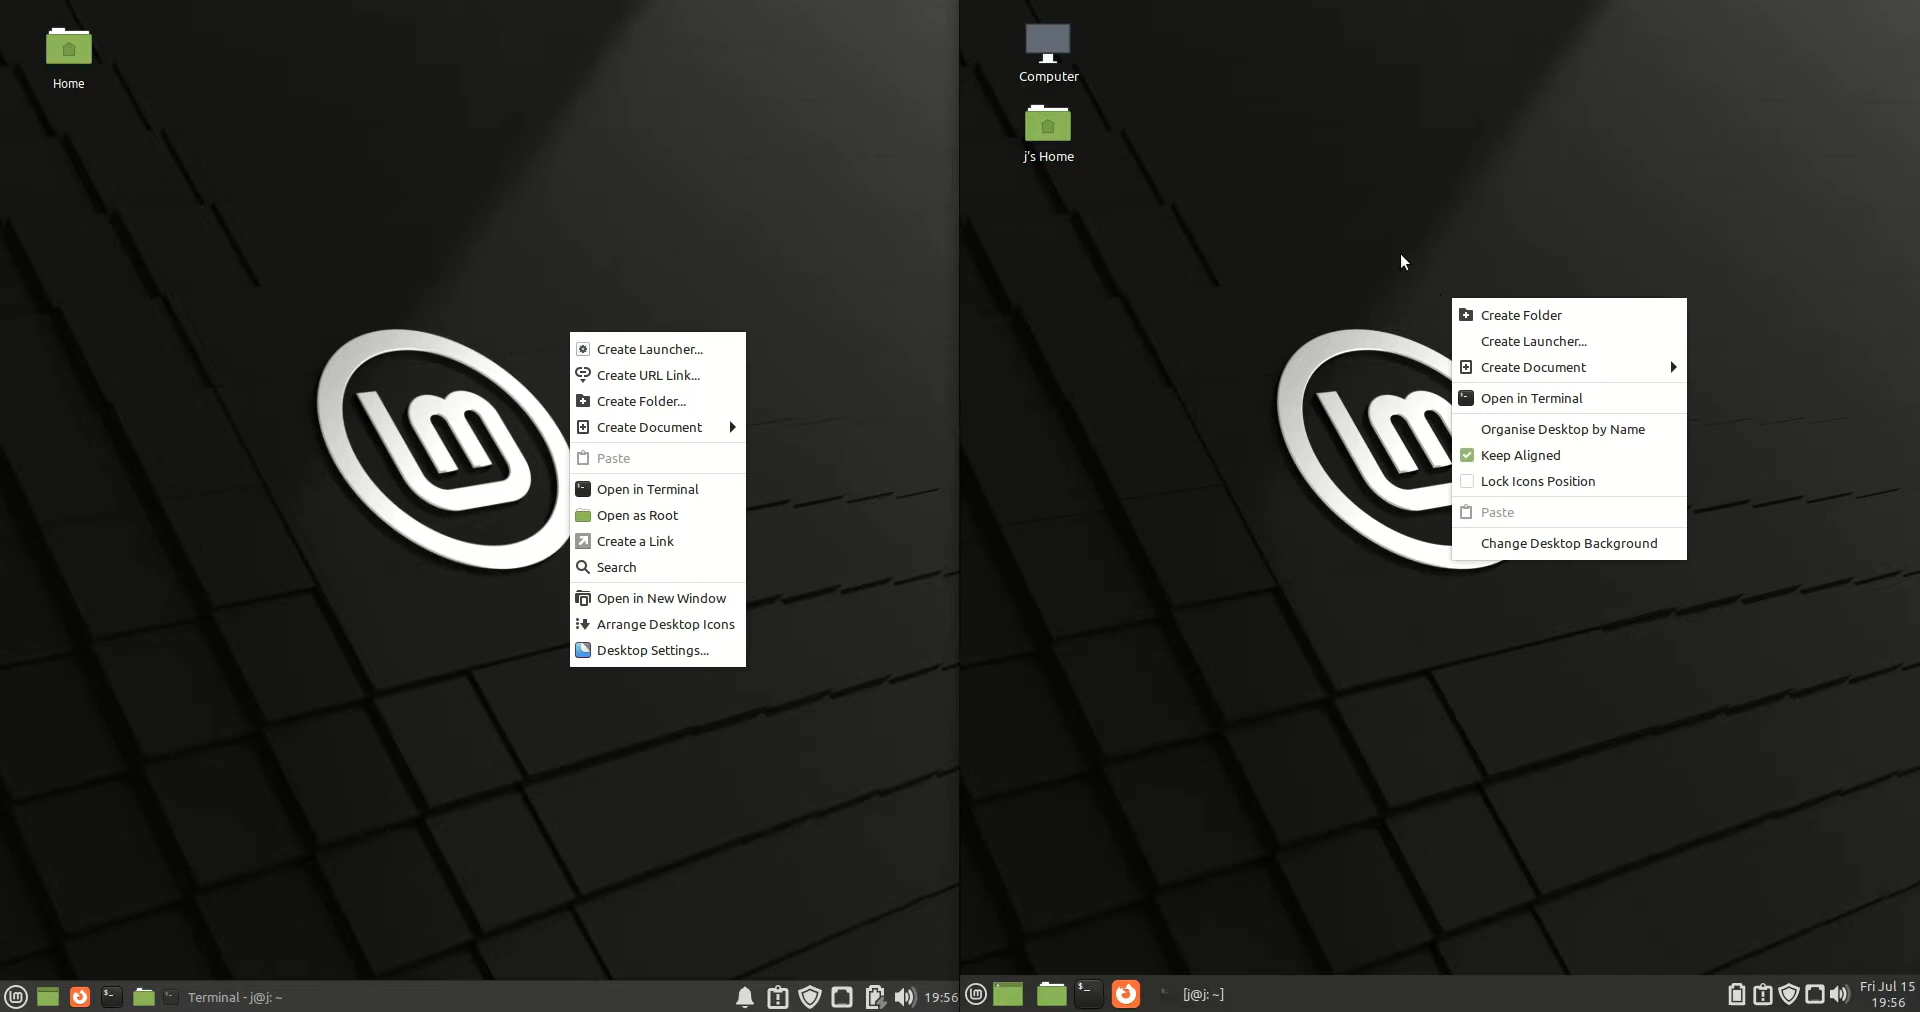 Home
Create Launcher...
Create URL Link...
Create Folder...
Create Document
Paste
Open in Terminal
Open as Root
Create a Link
Search
Open in New Window
Arrange Desktop Icons
Desktop Settings...
Terminal - j@j: ~
19:56
Computer
j's Home
Create Folder
Create Launcher...
Create Document
Open in Terminal
Organise Desktop by Name
Keep Aligned
Lock Icons Position
Paste
Change Desktop Background
[j@j: ~]
Fri Jul 15
19:56